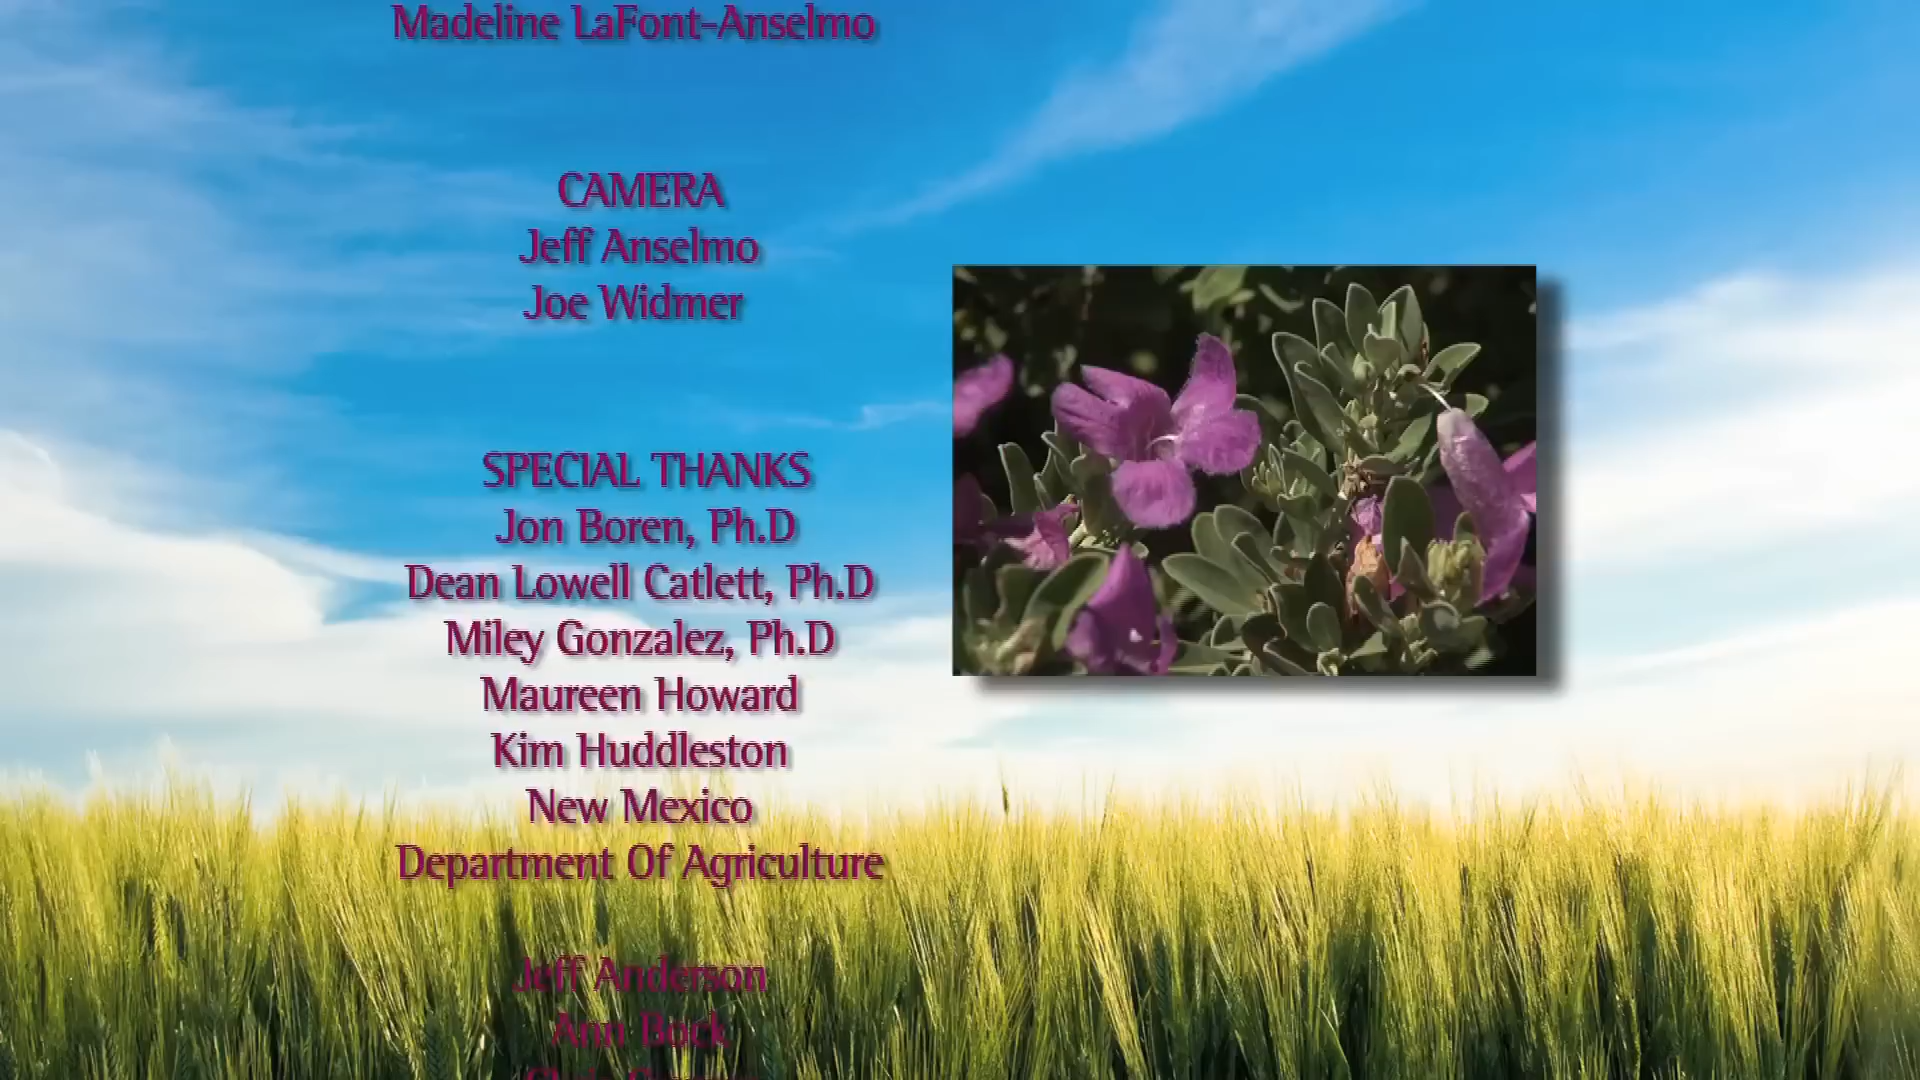 Madeline LaFont-Anselmo
CAMERA
Jeff Anselmo
Joe Widmer
SPECIAL THANKS
Jon Boren, Ph.D
Dean Lowell Catlett, Ph.D
Miley Gonzalez, Ph.D
Maureen Howard
Kim Huddleston
New Mexico
Department Of Agriculture
Jeff Anderson
Ann Bock